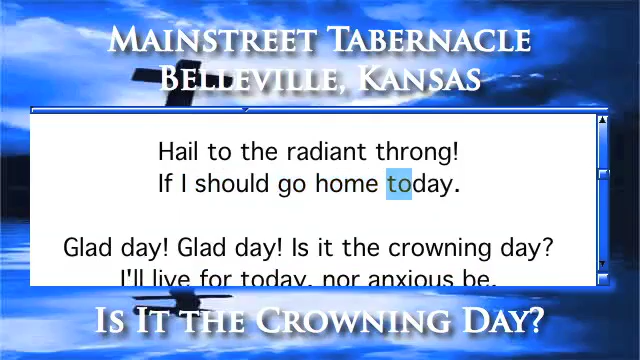 MAINSTREET TABERNACLE
BELLEVILLE, KANSAS
Hail to the radiant throng!
If I should go home today.
Glad day! Glad day! Is it the crowning day?
I'll live for today, nor anxious be,
IS IT THE CROWNING DAY?